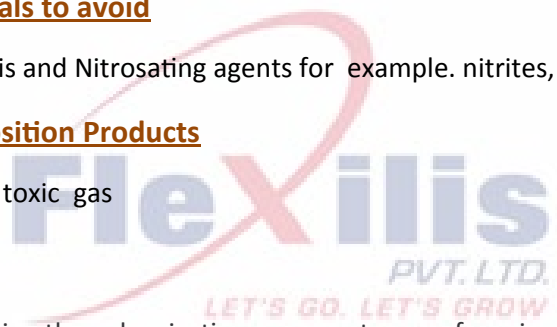 als to avoid
is and Nitrosating agents for example. nitrites,
sition Products
toxic gas
FleXilis
PVT. LTD.
LET'S GO. LET'S GROW